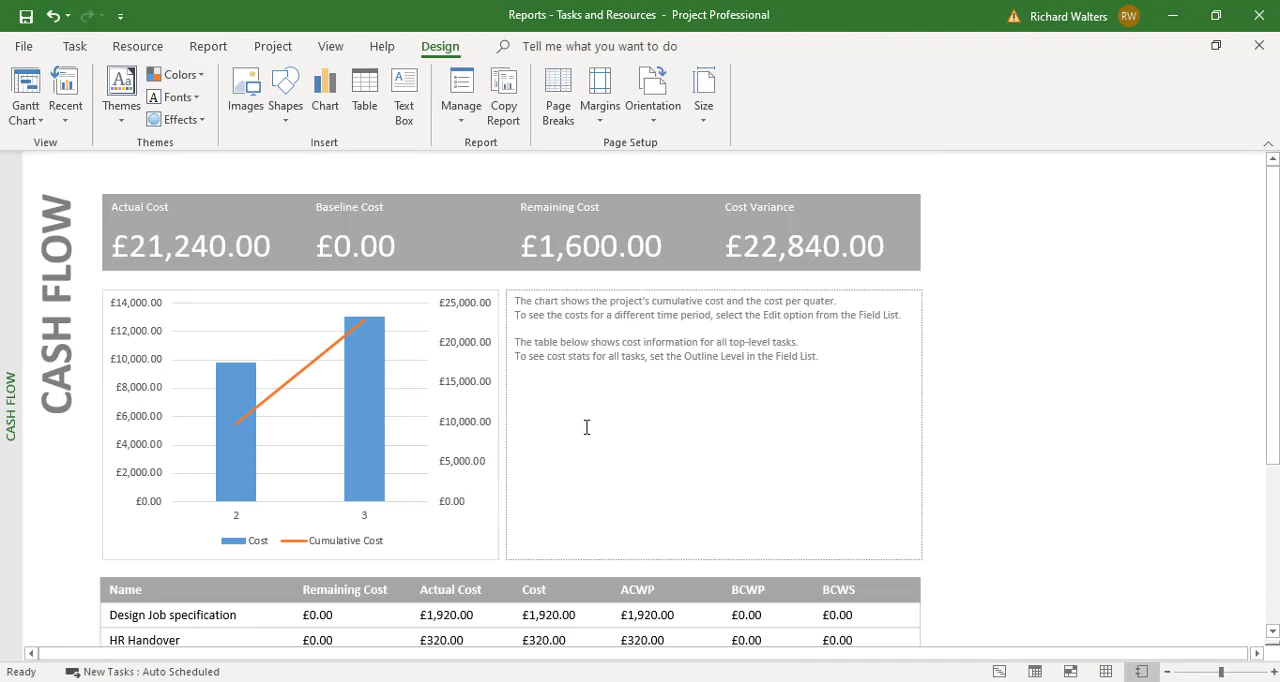 Reports - Tasks and Resources - Project Professional
Richard Walters
RW
File Task Resource Report Project View Help Design Tell me what you want to do
Gantt Chart
Recent
Themes
Colors
Fonts
Effects
Images
Shapes
Chart
Table
Text Box
Manage
Copy Report
Page Breaks
Margins
Orientation
Size
View Themes Insert Report Page Setup
CASH FLOW
CASH FLOW
Actual Cost Baseline Cost Remaining Cost Cost Variance
£21,240.00 £0.00 £1,600.00 £22,840.00
£14,000.00 £25,000.00
£12,000.00
£20,000.00
£10,000.00
£8,000.00 £15,000.00
£6,000.00 £10,000.00
£4,000.00
£5,000.00
£2,000.00
£0.00 £0.00
2 3
Cost Cumulative Cost
The chart shows the project's cumulative cost and the cost per quater.
To see the costs for a different time period, select the Edit option from the Field List.
The table below shows cost information for all top-level tasks.
To see cost stats for all tasks, set the Outline Level in the Field List.
Name Remaining Cost Actual Cost Cost ACWP BCWP BCWS
Design Job specification £0.00 £1,920.00 £1,920.00 £1,920.00 £0.00 £0.00
HR Handover £0.00 £320.00 £320.00 £320.00 £0.00 £0.00
Ready New Tasks : Auto Scheduled